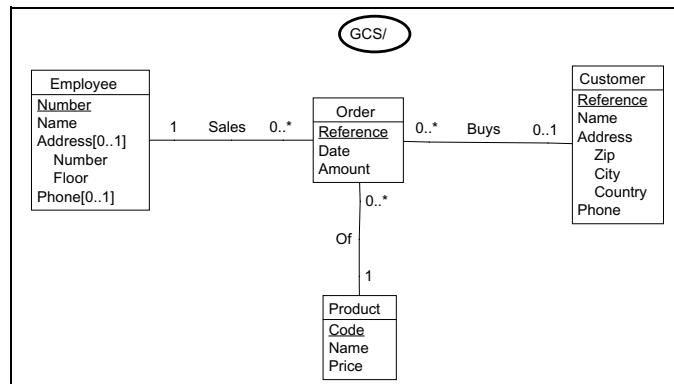 GCS/
Employee
Number
Name
Address[0..1]
Number
Floor
Phone[0..1]
1 Sales 0..*
Order
Reference
Date
Amount
0..* Buys 0..1
Customer
Reference
Name
Address
Zip
City
Country
Phone
0..*
Of
1
Product
Code
Name
Price